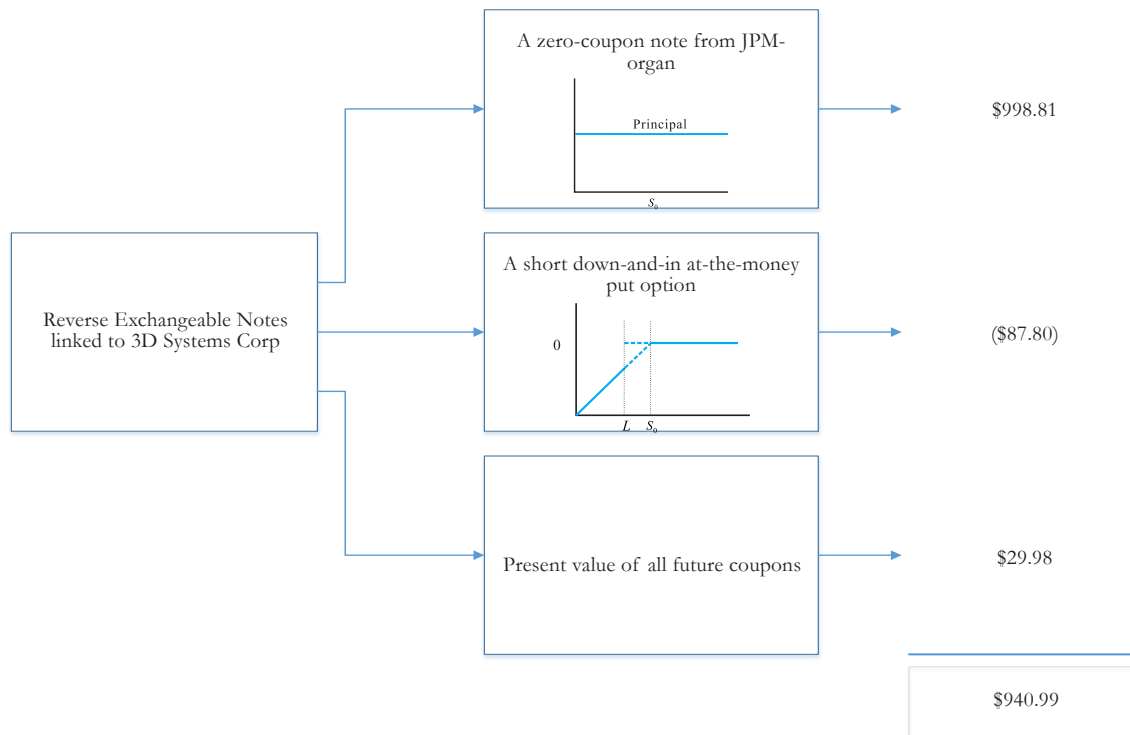 A zero-coupon note from JPM-
organ
Principal
S₀
$998.81
Reverse Exchangeable Notes
linked to 3D Systems Corp
A short down-and-in at-the-money
put option
0
L S₀
($87.80)
Present value of all future coupons
$29.98
$940.99